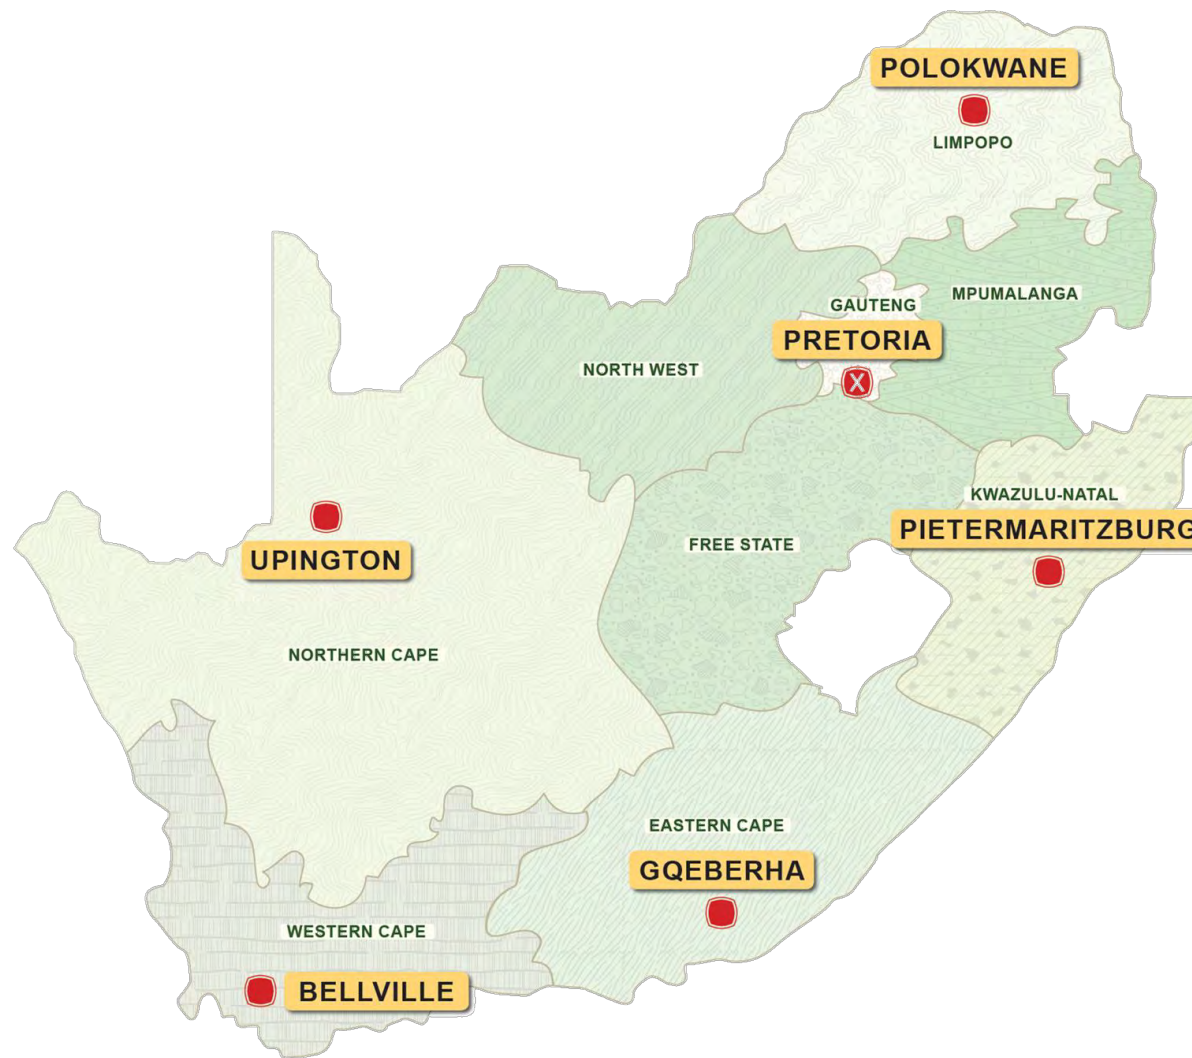 POLOKWANE
LIMPOPO
MPUMALANGA
GAUTENG
PRETORIA
X
NORTH WEST
KWAZULU-NATAL
PIETERMARITZBURG
FREE STATE
UPINGTON
NORTHERN CAPE
EASTERN CAPE
GQEBERHA
WESTERN CAPE
BELLVILLE